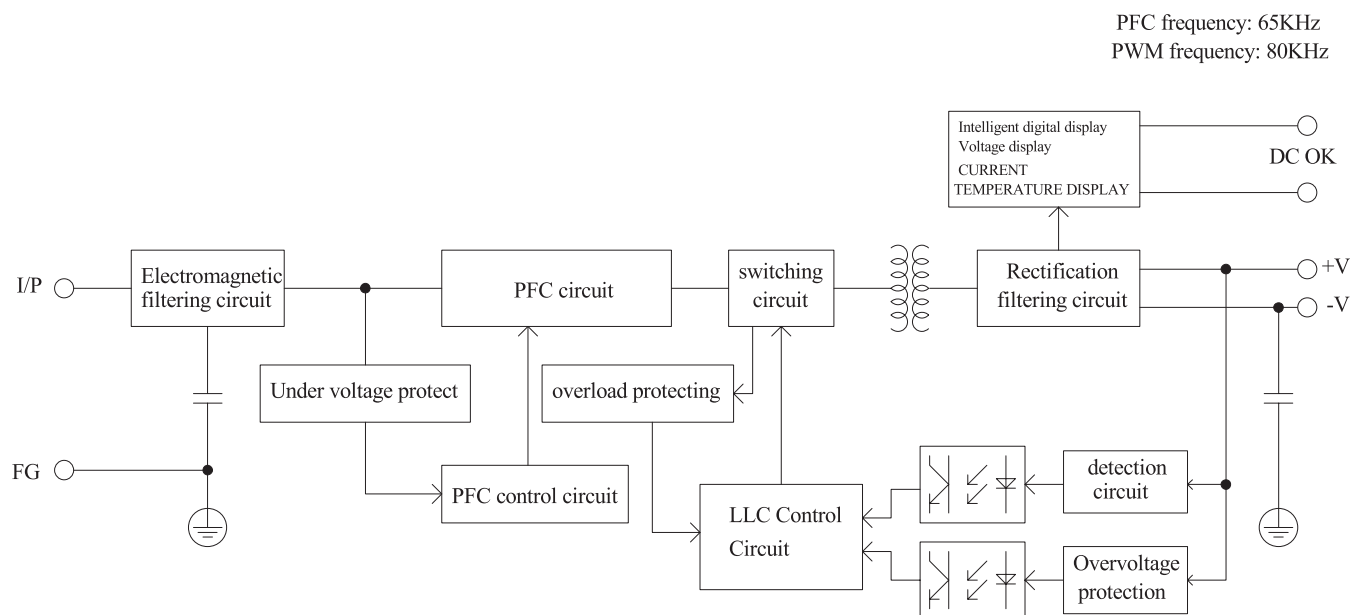 PFC frequency: 65KHz
PWM frequency: 80KHz
Intelligent digital display
Voltage display
CURRENT
TEMPERATURE DISPLAY
DC OK
I/P
Electromagnetic
filtering circuit
PFC circuit
switching
circuit
Rectification
filtering circuit
+V
-V
Under voltage protect
overload protecting
FG
PFC control circuit
LLC Control
Circuit
detection
circuit
Overvoltage
protection